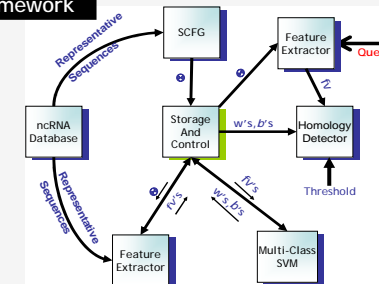 mework
Representative
Sequences
SCFG
Feature
Extractor
Que
Θ
Θ
fv
ncRNA
Database
Storage
And
Control
w's,b's
Homology
Detector
Threshold
Representative
Sequences
Θ
fv's
fv's
w's,b's
Feature
Extractor
Multi-Class
SVM